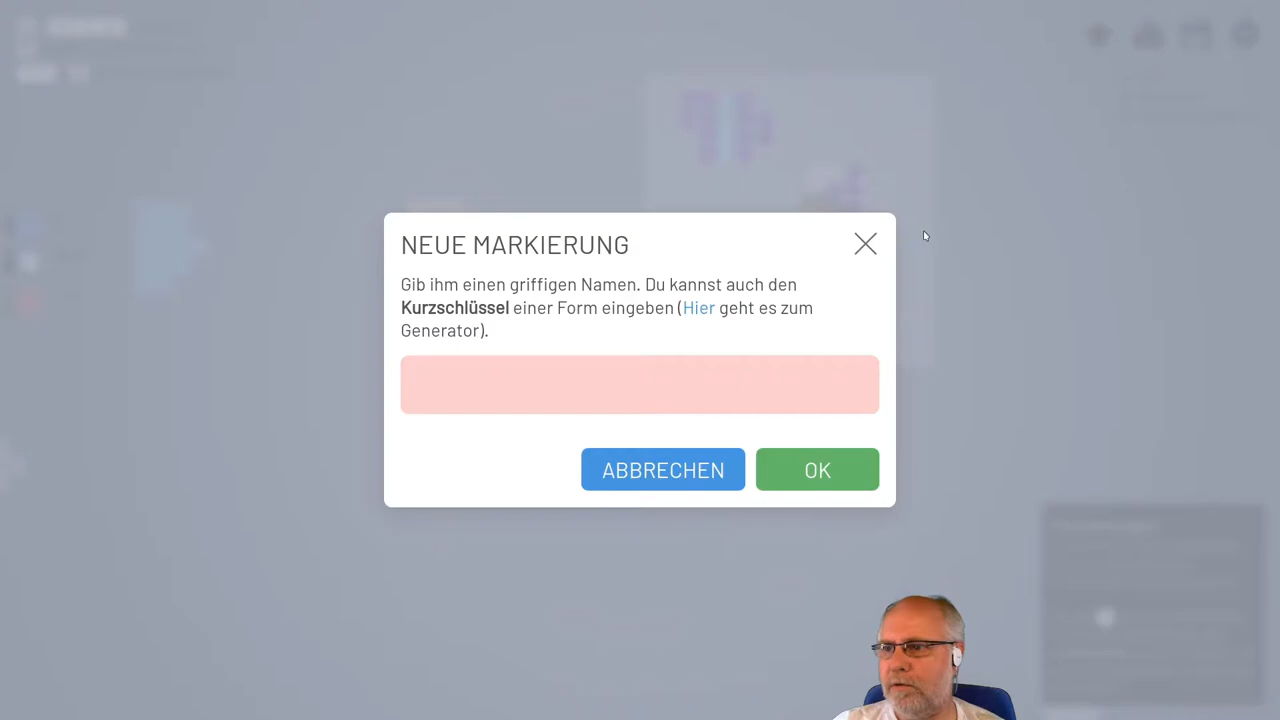 NEUE MARKIERUNG
Gib ihm einen griffigen Namen. Du kannst auch den
Kurzschlüssel einer Form eingeben (Hier geht es zum
Generator).
ABBRECHEN
OK